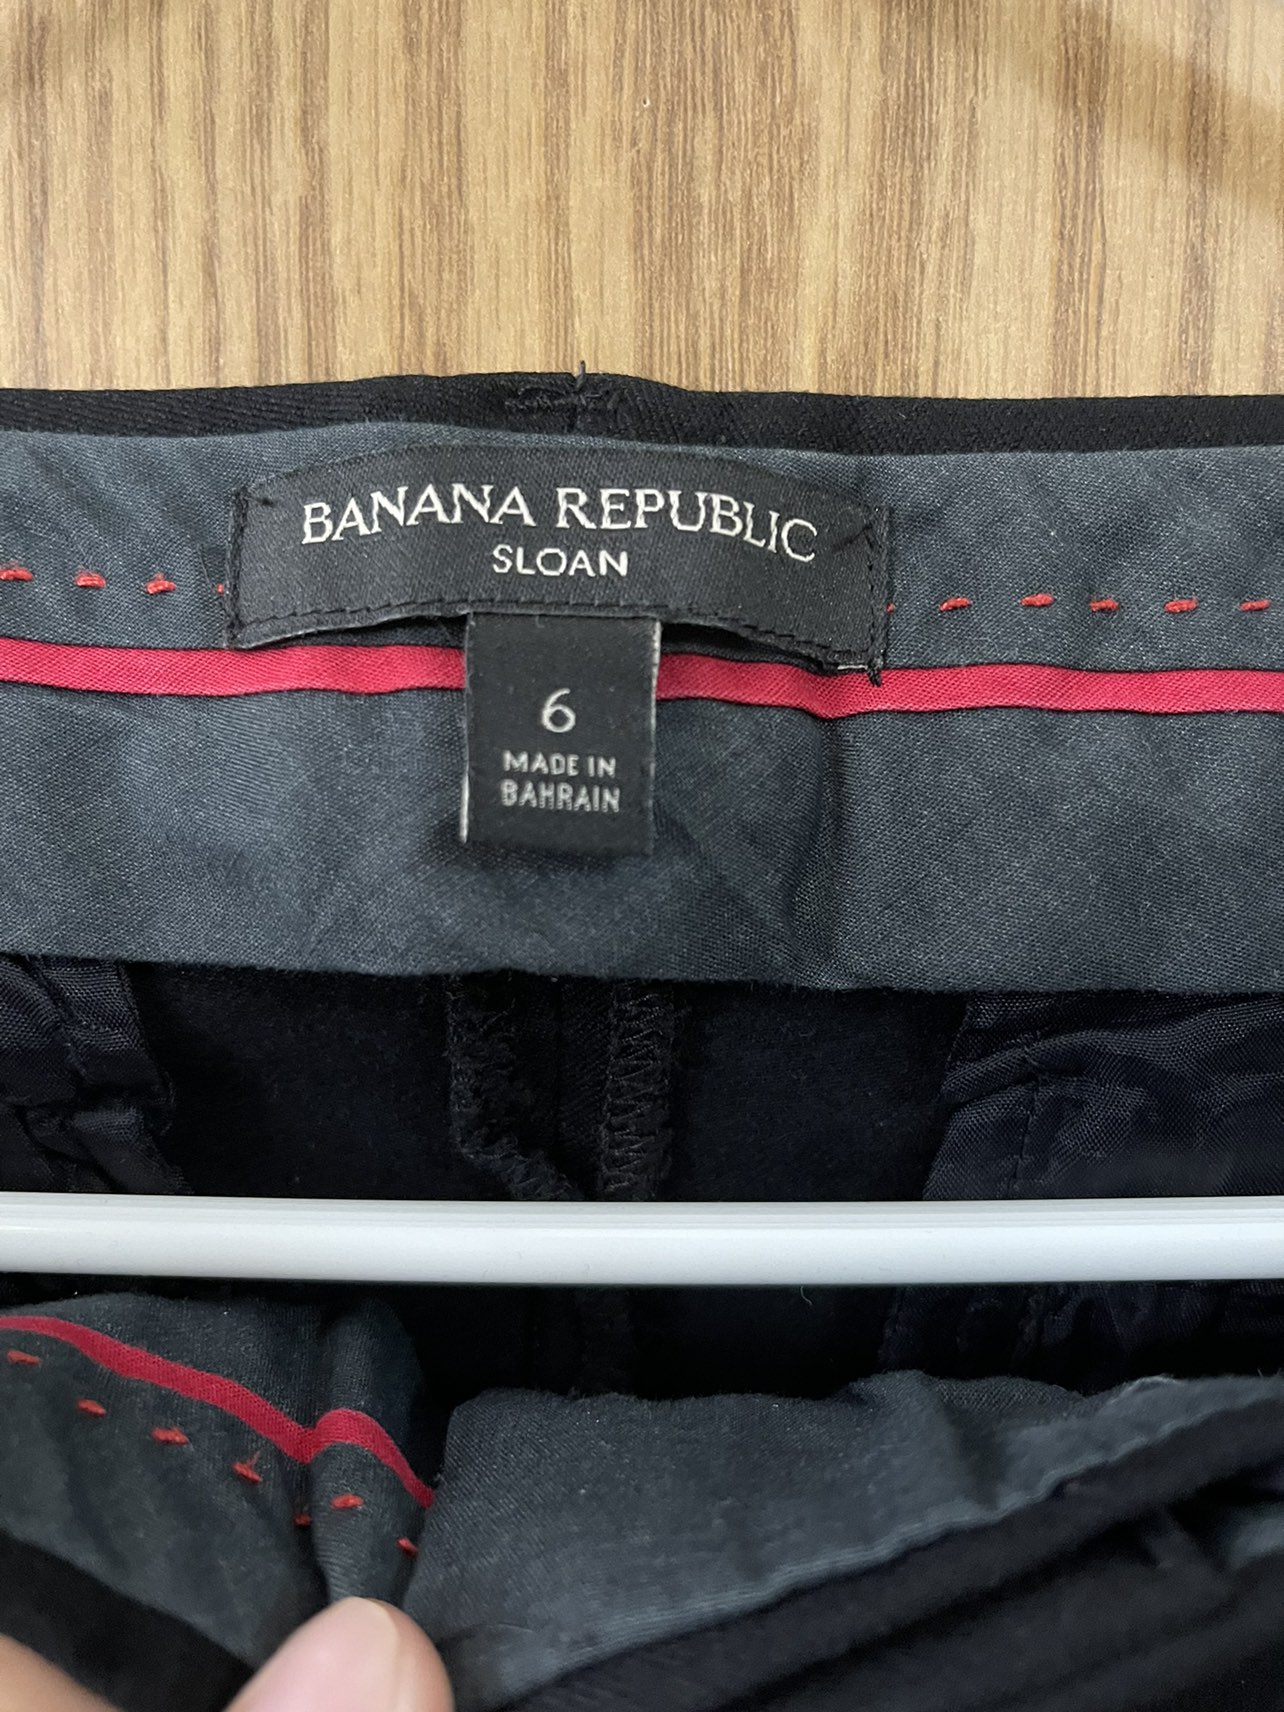 BANANA REPUBLIC
SLOAN
6
MADE IN
BAHRAIN